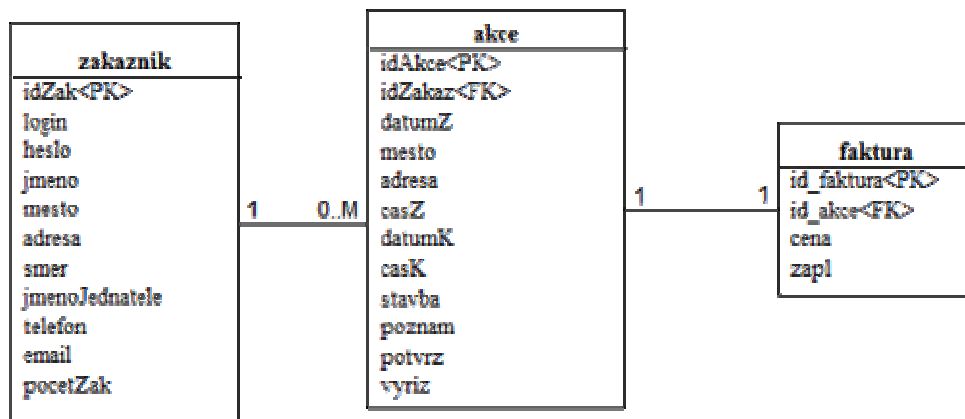 zakaznik
idZak<PK>
login
heslo
jmeno
mesto
adresa
smer
jmenoJednatele
telefon
email
pocetZak
1
0..M
akce
idAkce<PK>
idZakaz<FK>
datumZ
mesto
adresa
casZ
datumK
casK
stavba
poznam
potvrz
vyriz
1
1
faktura
id_faktura<PK>
id_akce<FK>
cena
zapl